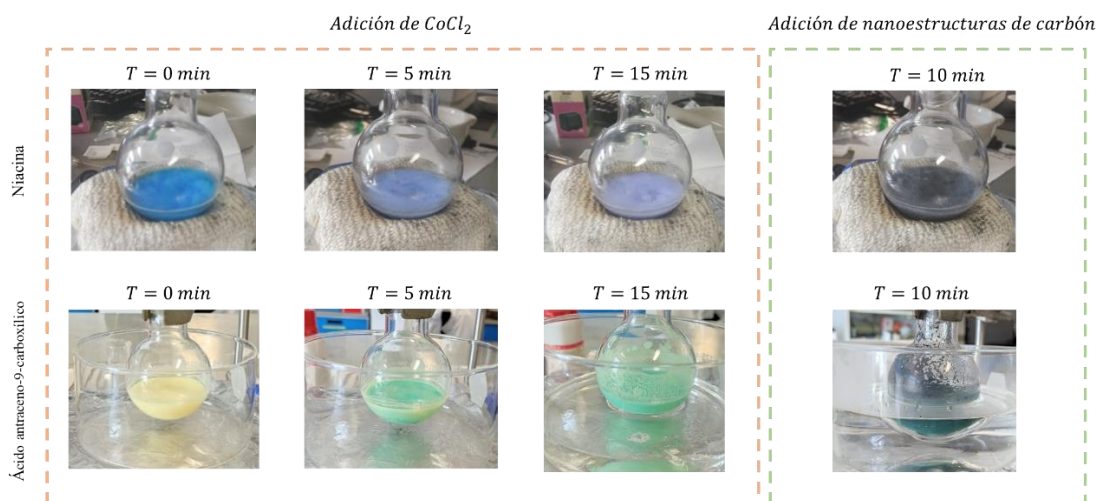 Adición de CoCl₂
Adición de nanoestructuras de carbón
T = 0 min
T = 5 min
T = 15 min
T = 10 min
Niacina
T = 0 min
T = 5 min
T = 15 min
T = 10 min
Ácido antraceno-9-carboxílico